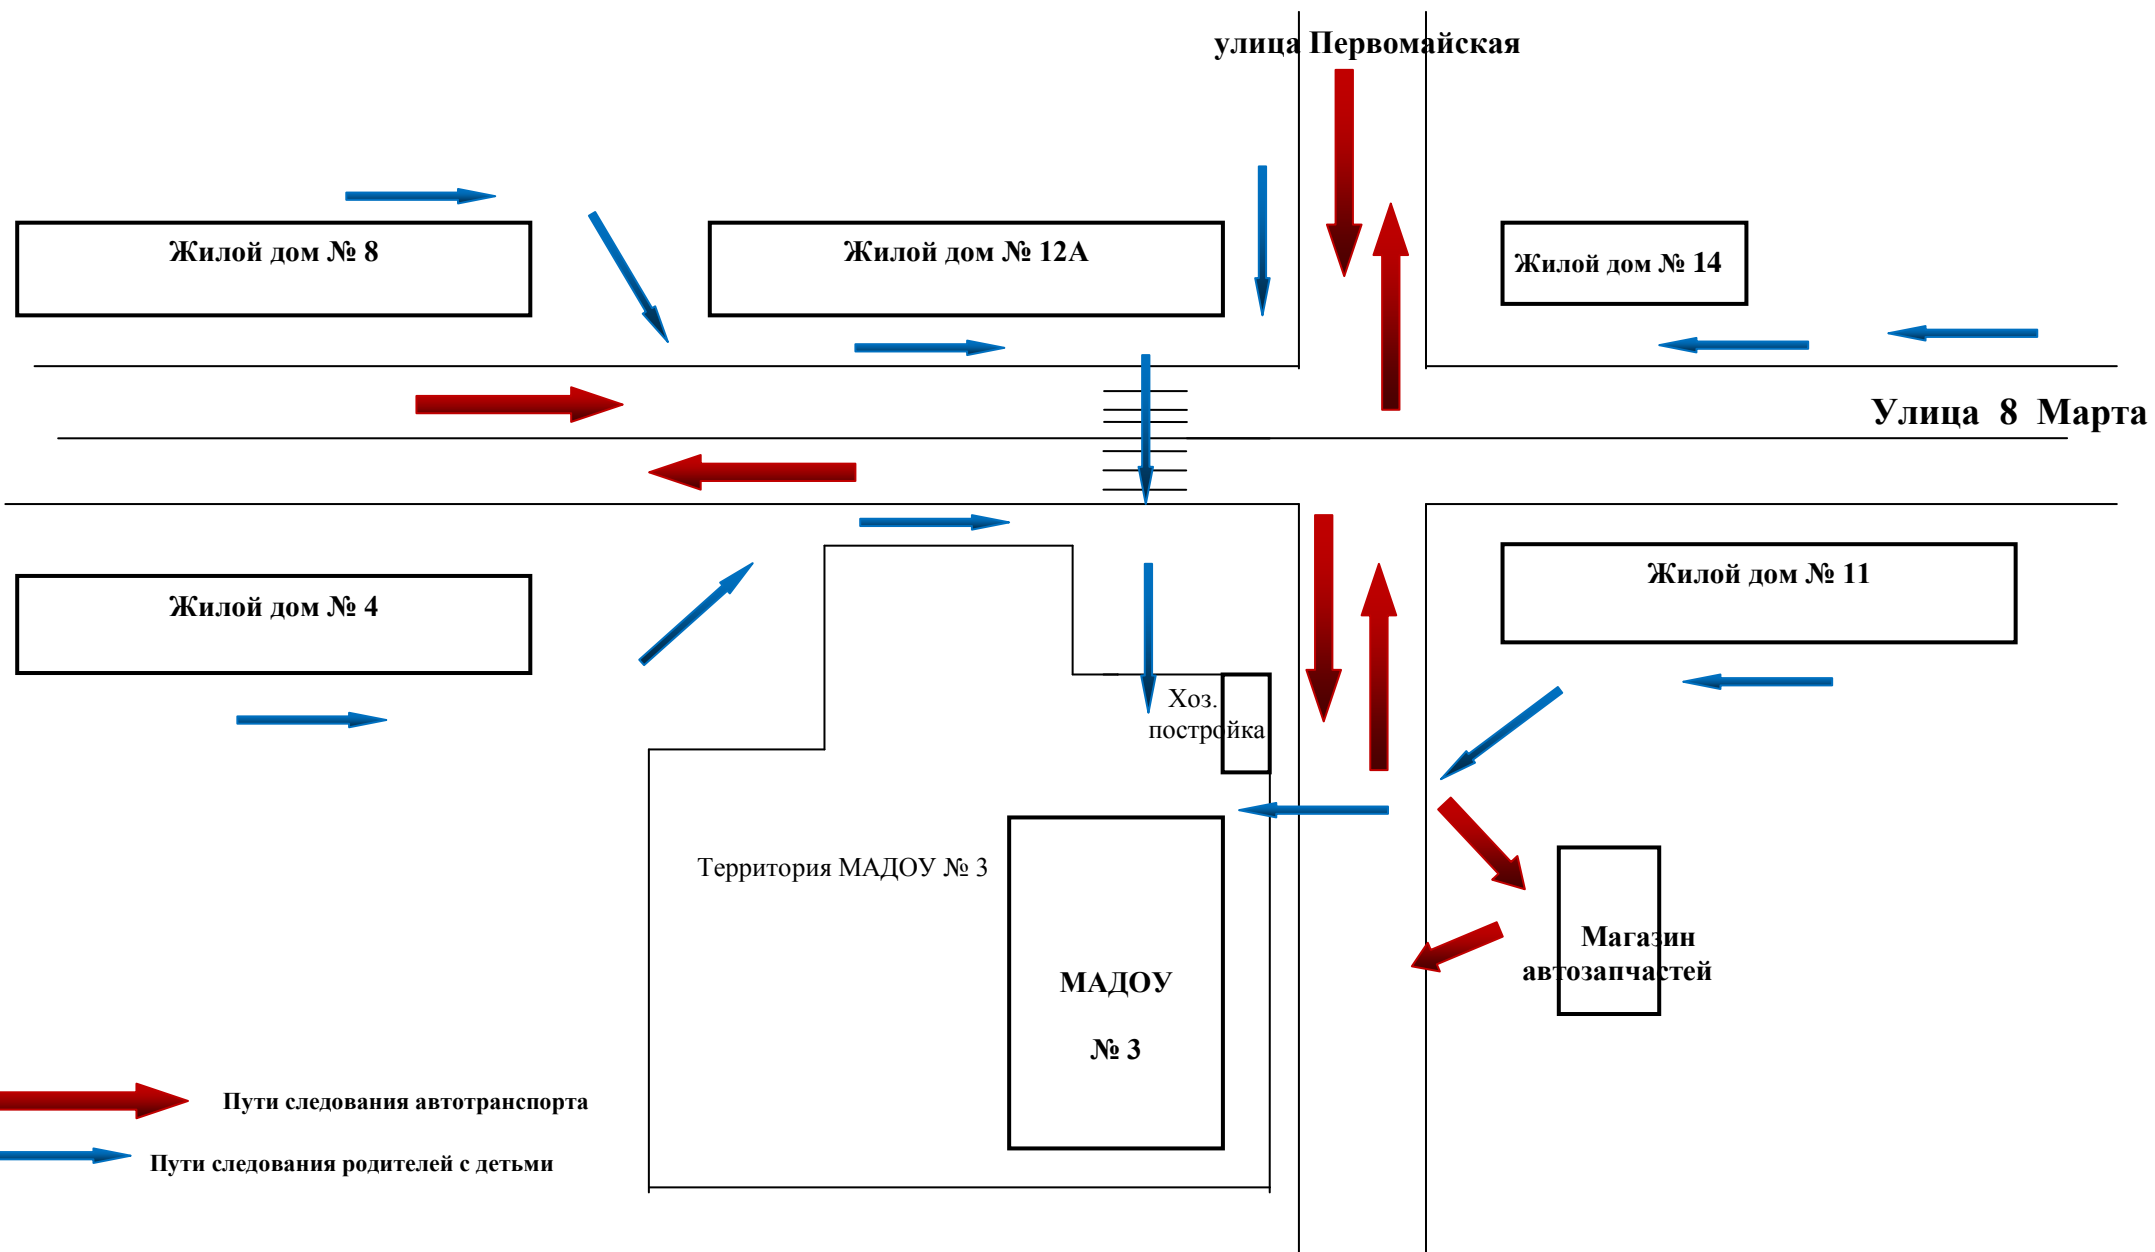 улица Первомайская
Жилой дом № 8
Жилой дом № 12А
Жилой дом № 14
Улица 8 Марта
Жилой дом № 4
Жилой дом № 11
Хоз.
постройка
Территория МАДОУ № 3
МАДОУ
№ 3
Магазин
автозапчастей
Пути следования автотранспорта
Пути следования родителей с детьми